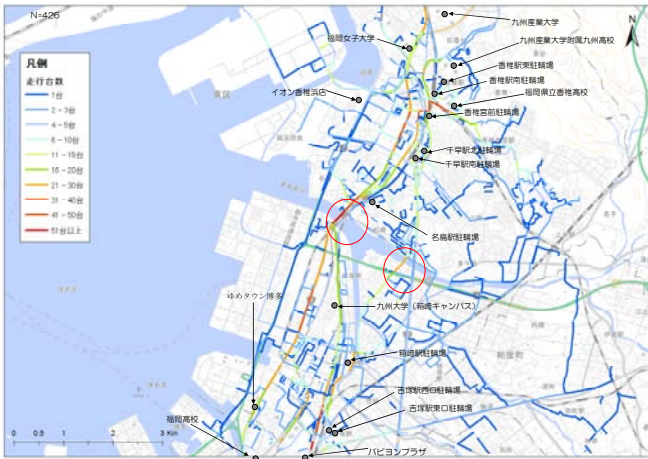 N=426
九州産業大学
N
福岡女子大学
九州産業大学附属九州高校
凡例
香椎駅東駐輪場
走行台数
香椎駅南駐輪場
1台
イオン香椎浜店
福岡県立香椎高校
2－3台
4－5台
香椎宮前駐輪場
6－10台
11－15台
千早駅北駐輪場
16－20台
千早駅南駐輪場
21－30台
31－40台
41－50台
51台以上
名島駅駐輪場
ゆめタウン博多
九州大学（箱崎キャンパス）
箱崎駅駐輪場
粕屋町
吉塚駅西口駐輪場
福岡高校
吉塚駅東口駐輪場
0 0.5 1 2 3 Km
パピヨンプラザ